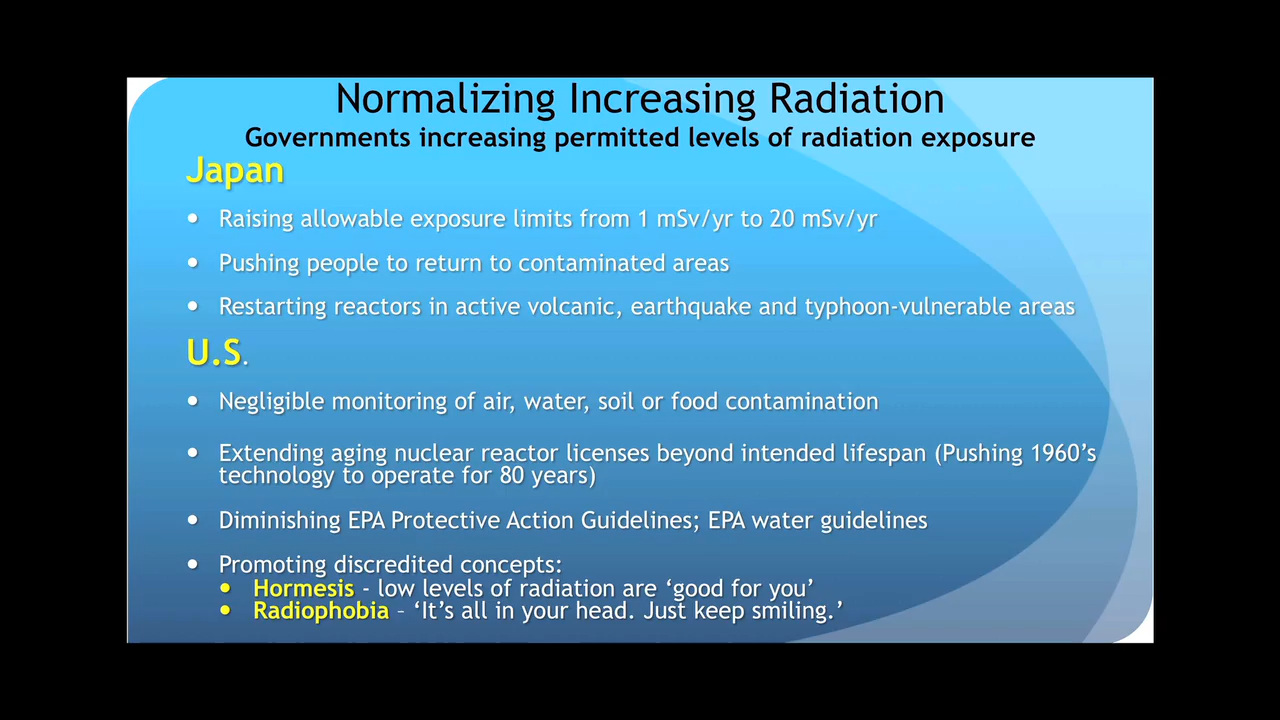 Normalizing Increasing Radiation
Governments increasing permitted levels of radiation exposure
Japan
• Raising allowable exposure limits from 1 mSv/yr to 20 mSv/yr
• Pushing people to return to contaminated areas
• Restarting reactors in active volcanic, earthquake and typhoon-vulnerable areas
U.S.
• Negligible monitoring of air, water, soil or food contamination
• Extending aging nuclear reactor licenses beyond intended lifespan (Pushing 1960’s
technology to operate for 80 years)
• Diminishing EPA Protective Action Guidelines; EPA water guidelines
• Promoting discredited concepts:
• Hormesis - low levels of radiation are ‘good for you’
• Radiophobia – ‘It’s all in your head. Just keep smiling.’